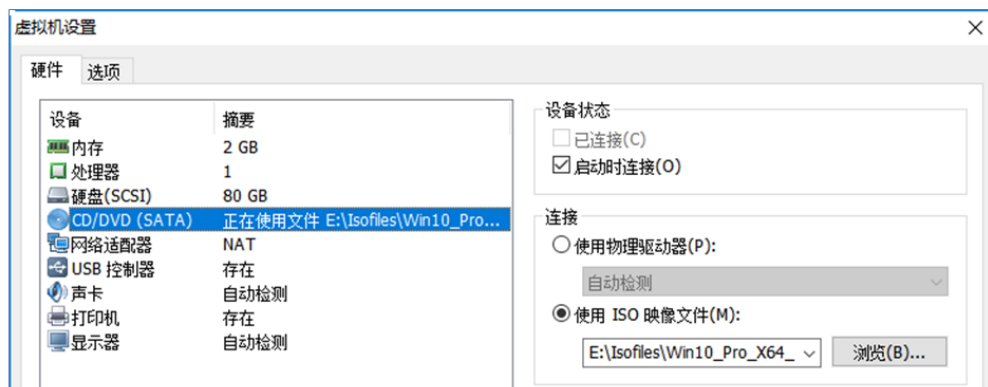 虚拟机设置
硬件 选项
设备 摘要
内存 2 GB
处理器 1
硬盘(SCSI) 80 GB
CD/DVD (SATA) 正在使用文件 E:\Isofiles\Win10_Pro...
网络适配器 NAT
USB 控制器 存在
声卡 自动检测
打印机 存在
显示器 自动检测
设备状态
已连接(C)
启动时连接(O)
连接
使用物理驱动器(P):
自动检测
使用 ISO 映像文件(M):
E:\Isofiles\Win10_Pro_X64_ 浏览(B)...